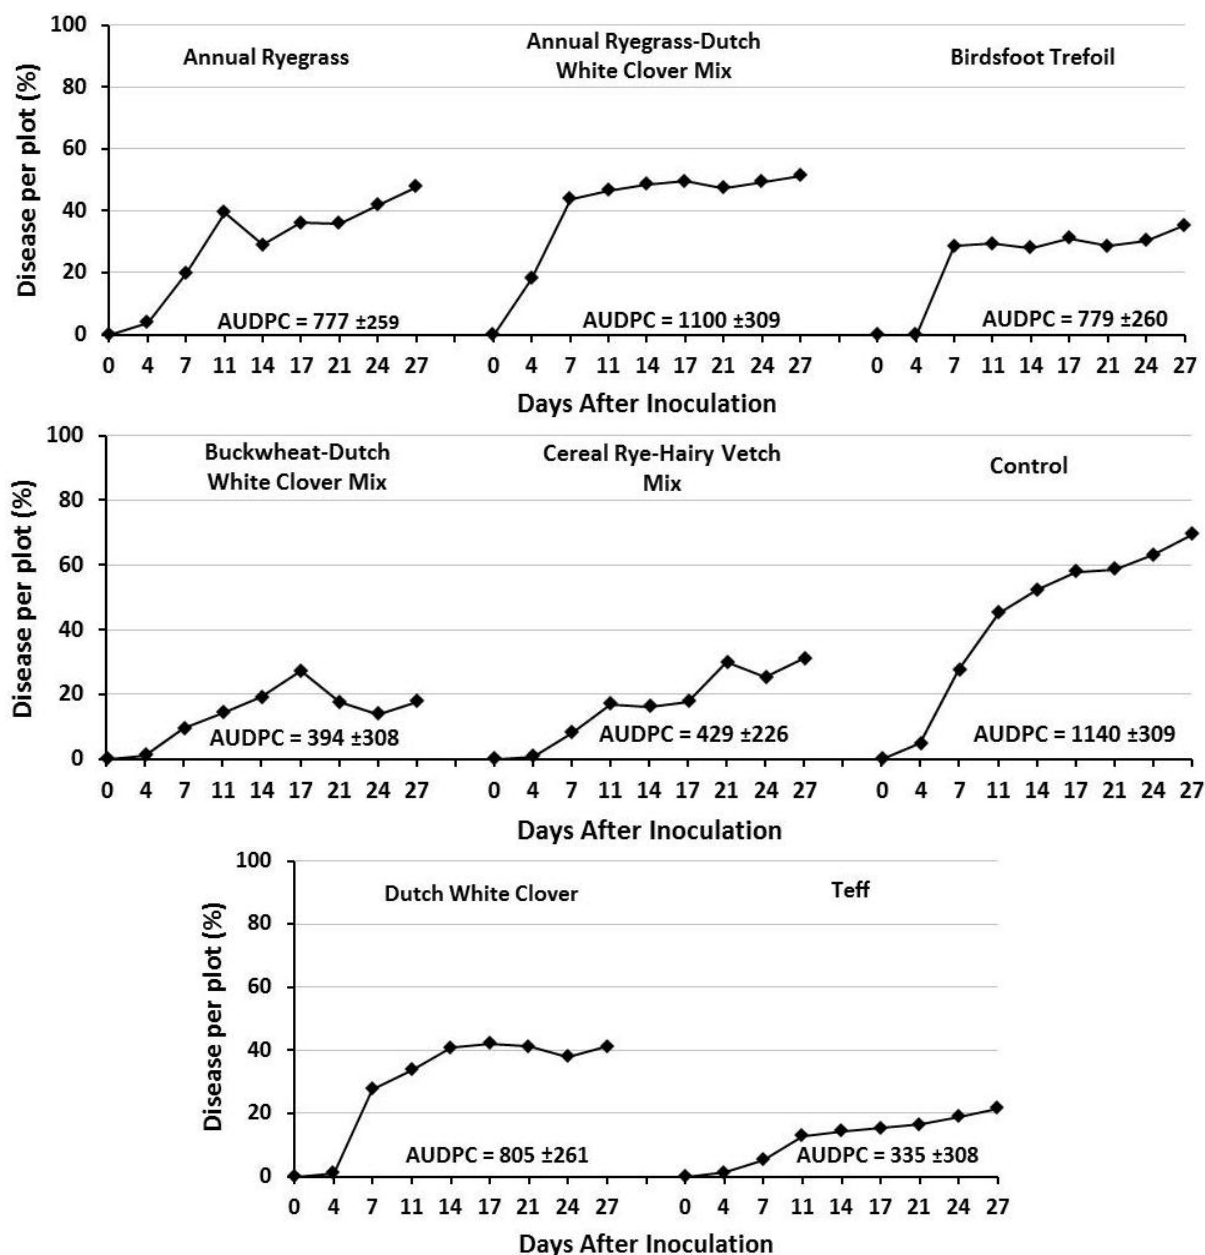 100
80
60
40
20
0
Disease per plot (%)
Annual Ryegrass
Annual Ryegrass-Dutch
White Clover Mix
Birdsfoot Trefoil
AUDPC = 777 ±259
AUDPC = 1100 ±309
AUDPC = 779 ±260
0 4 7 11 14 17 21 24 27 0 4 7 11 14 17 21 24 27 0 4 7 11 14 17 21 24 27
Days After Inoculation
100
80
60
40
20
0
Disease per plot (%)
Buckwheat-Dutch
White Clover Mix
Cereal Rye-Hairy Vetch
Mix
Control
AUDPC = 394 ±308
AUDPC = 429 ±226
AUDPC = 1140 ±309
0 4 7 11 14 17 21 24 27 0 4 7 11 14 17 21 24 27 0 4 7 11 14 17 21 24 27
Days After Inoculation
100
80
60
40
20
0
Disease per plot (%)
Dutch White Clover
Teff
AUDPC = 805 ±261
AUDPC = 335 ±308
0 4 7 11 14 17 21 24 27 0 4 7 11 14 17 21 24 27
Days After Inoculation